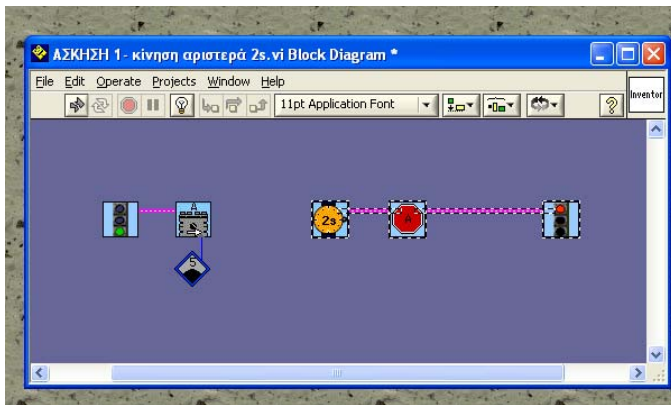 ΑΣΚΗΣΗ 1- κίνηση αριστερά 2s.vi Block Diagram *
File Edit Operate Projects Window Help
11pt Application Font
Inventor
A
2s
A
5